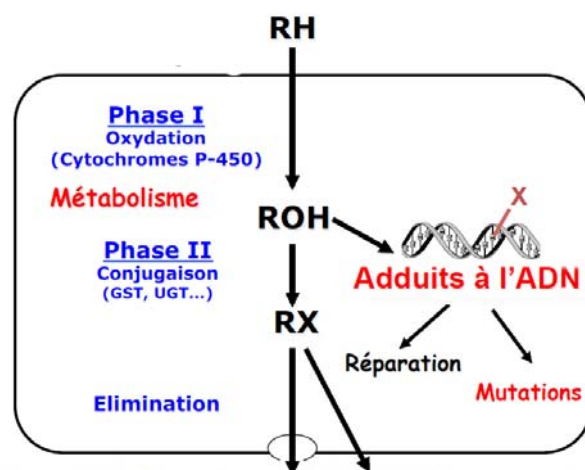 RH
Phase I
Oxydation
(Cytochromes P-450)
Métabolisme
ROH
X
Phase II
Conjugaison
(GST, UGT...)
Adduits à l'ADN
RX
Réparation
Mutations
Elimination